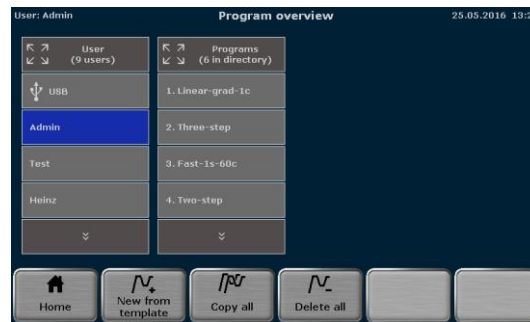 User: Admin
Program overview
25.05.2016 13:2
User
(9 users)
Programs
(6 in directory)
USB
1. Linear-grad-1c
Admin
2. Three-step
Test
3. Fast-1s-60c
Heinz
4. Two-step
Home
New from
template
Copy all
Delete all